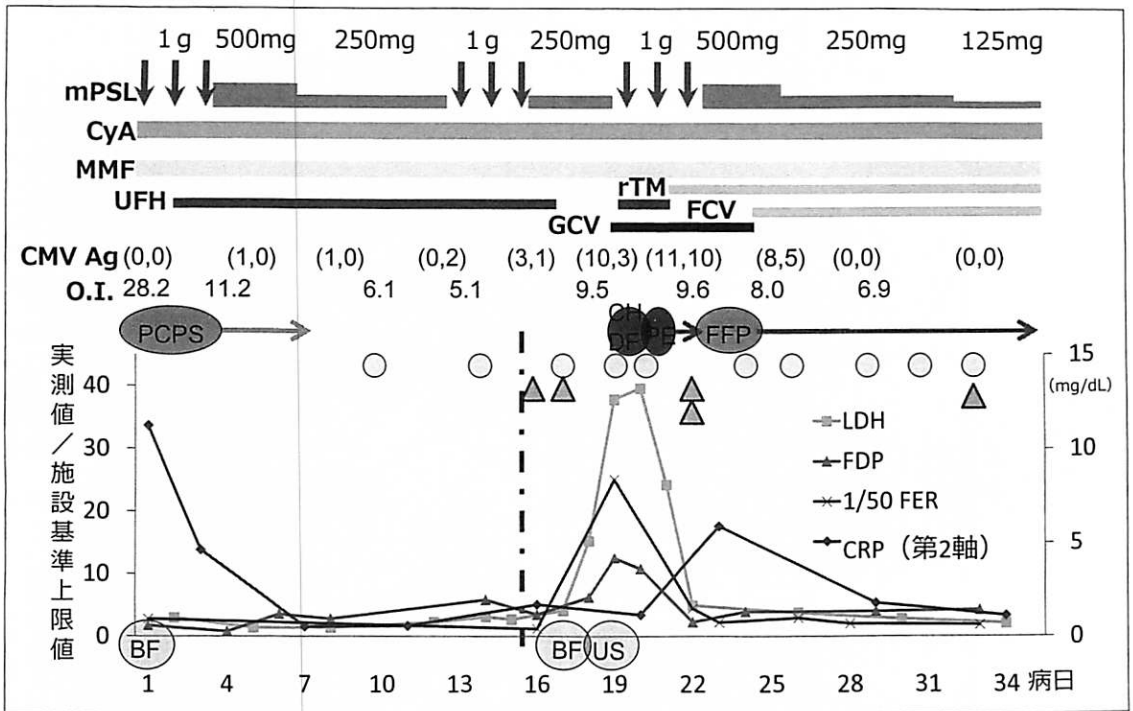 1 g 500mg 250mg 1 g 250mg 1 g 500mg 250mg 125mg
mPSL
CyA
MMF
rTM
UFH
FCV
GCV
CMV Ag (0,0) (1,0) (1,0) (0,2) (3,1) (10,3) (11,10) (8,5) (0,0) (0,0)
O.I. 28.2 11.2 6.1 5.1 9.5 9.6 8.0 6.9
PCPS CHDF PE FFP
実測値/施設基準上限値
40
30
20
10
0
15
(mg/dL)
10
5
0
LDH
FDP
1/50 FER
CRP (第2軸)
BF BF US
1 4 7 10 13 16 19 22 25 28 31 34 病日